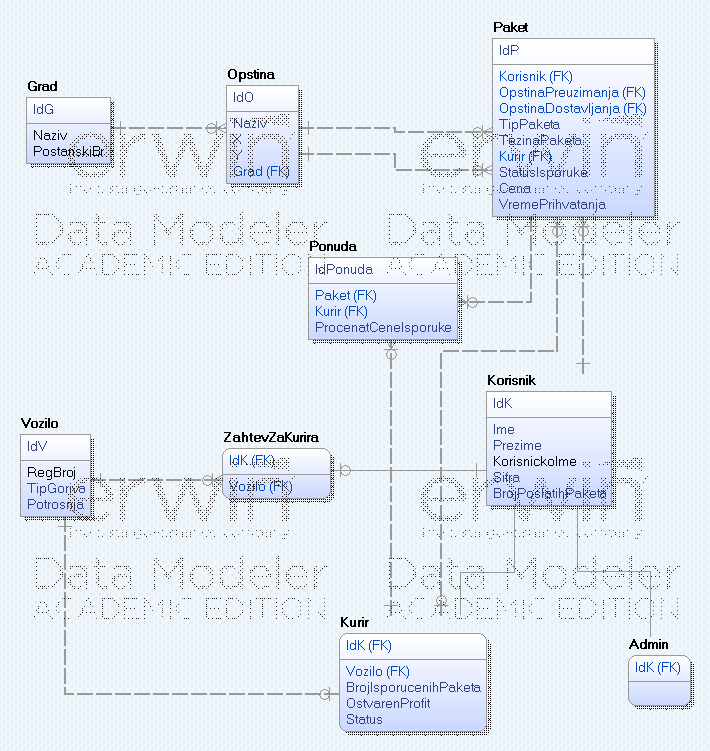 Paket
IdP
Korisnik (FK)
OpstinaPreuzimanja (FK)
OpstinaDostavljanja (FK)
TipPaketa
TezinaPaketa
Kurir (FK)
StatusIsporuke
Cena
VremePrihvatanja
Grad
IdG
Naziv
PostanskiBr
Opstina
IdO
Naziv
X
Y
Grad (FK)
erwin
erwin
Data Modeler
ACADEMIC EDITION
Data Modeler
ACADEMIC EDITION
Ponuda
IdPonuda
Paket (FK)
Kurir (FK)
ProcenatCeneIsporuke
Korisnik
IdK
Ime
Prezime
KorisnickoIme
Sifra
BrojPoslatihPaketa
Vozilo
IdV
RegBroj
TipGoriva
Potrosnja
ZahtevZaKurira
IdK (FK)
Vozilo (FK)
erwin
erwin
Data Modeler
ACADEMIC EDITION
Data Modeler
ACADEMIC EDITION
Kurir
IdK (FK)
Vozilo (FK)
BrojIsporucenihPaketa
OstvarenProfit
Status
Admin
IdK (FK)